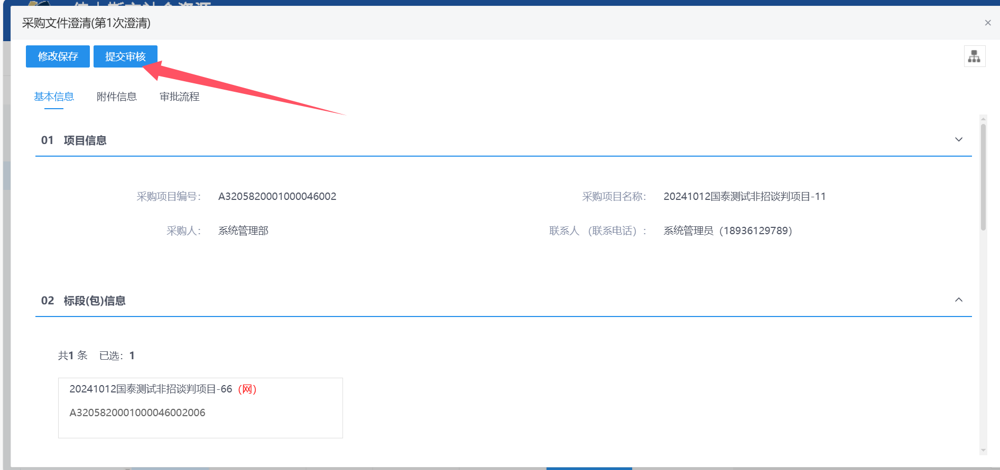 采购文件澄清(第1次澄清)
修改保存 提交审核
基本信息 附件信息 审批流程
01 项目信息
采购项目编号： A3205820001000046002 采购项目名称： 20241012国泰测试非招谈判项目-11
采购人： 系统管理部 联系人 （联系电话）： 系统管理员（18936129789）
02 标段(包)信息
共1 条 已选：1
20241012国泰测试非招谈判项目-66（网）
A3205820001000046002006